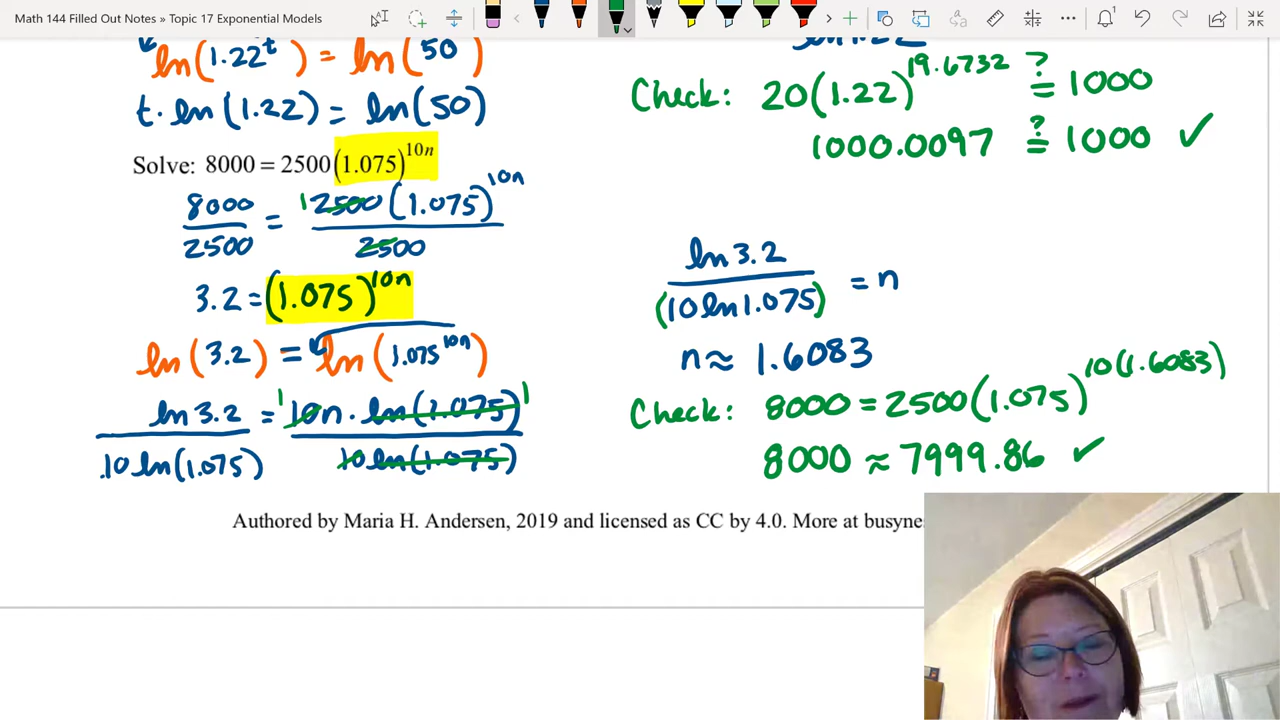 Math 144 Filled Out Notes » Topic 17 Exponential Models
ln(1.22^t) = ln(50)
t·ln(1.22) = ln(50)
Check: 20(1.22)^19.6732 ?= 1000
1000.0097 ?= 1000 ✓
Solve: 8000 = 2500(1.075)^10n
8000/2500 = 1 2500(1.075)^10n/2500
3.2 = (1.075)^10n
ln(3.2) = ln(1.075^10n)
ln 3.2/10 ln(1.075) = 1 10n·ln(1.075) 1/10 ln(1.075)
ln 3.2/(10 ln 1.075) = n
n ≈ 1.6083
Check: 8000 = 2500(1.075)^10(1.6083)
8000 ≈ 7999.86 ✓
Authored by Maria H. Andersen, 2019 and licensed as CC by 4.0. More at